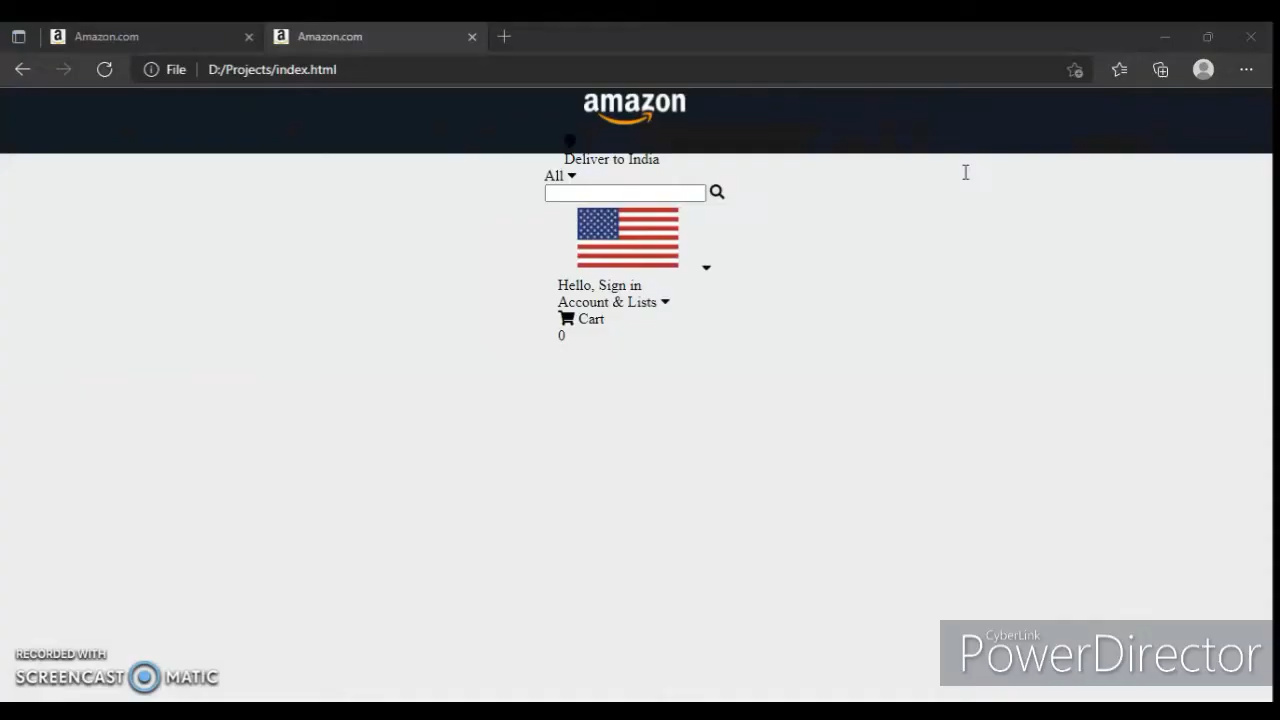 Amazon.com
Amazon.com
File D:/Projects/index.html
amazon
Deliver to India
All
Hello, Sign in
Account & Lists
Cart
0
RECORDED WITH
SCREENCAST MATIC
CyberLink
PowerDirector